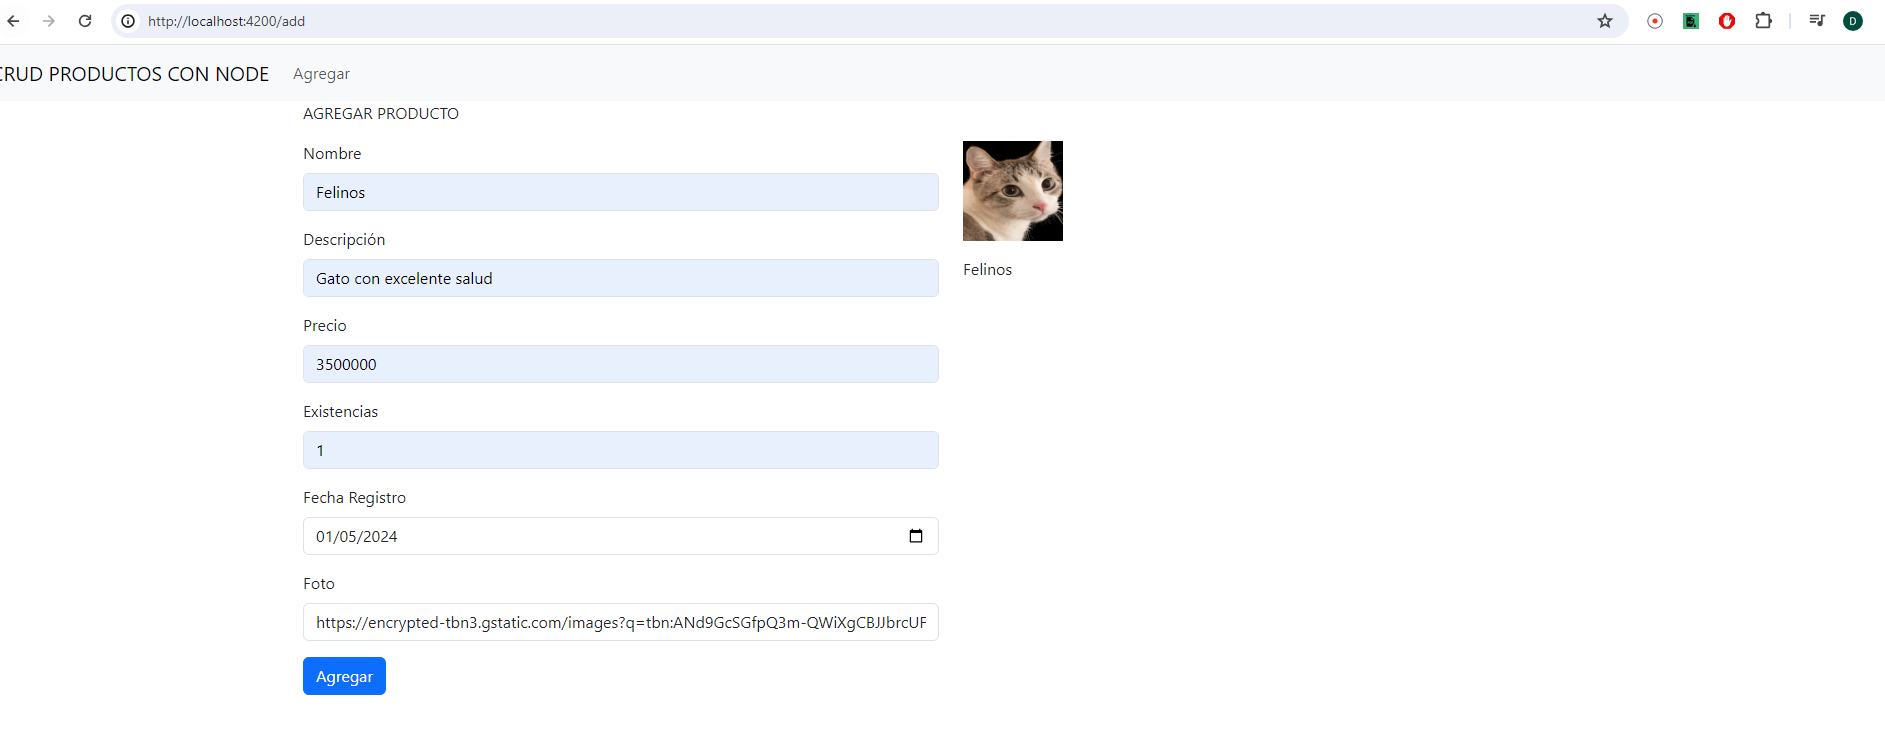 http://localhost:4200/add
D
CRUD PRODUCTOS CON NODE Agregar
AGREGAR PRODUCTO
Nombre
Felinos
Descripción
Gato con excelente salud
Precio
3500000
Existencias
1
Fecha Registro
01/05/2024
Foto
https://encrypted-tbn3.gstatic.com/images?q=tbn:ANd9GcSGfpQ3m-QWiXgCBJJbrcUF
Agregar
Felinos